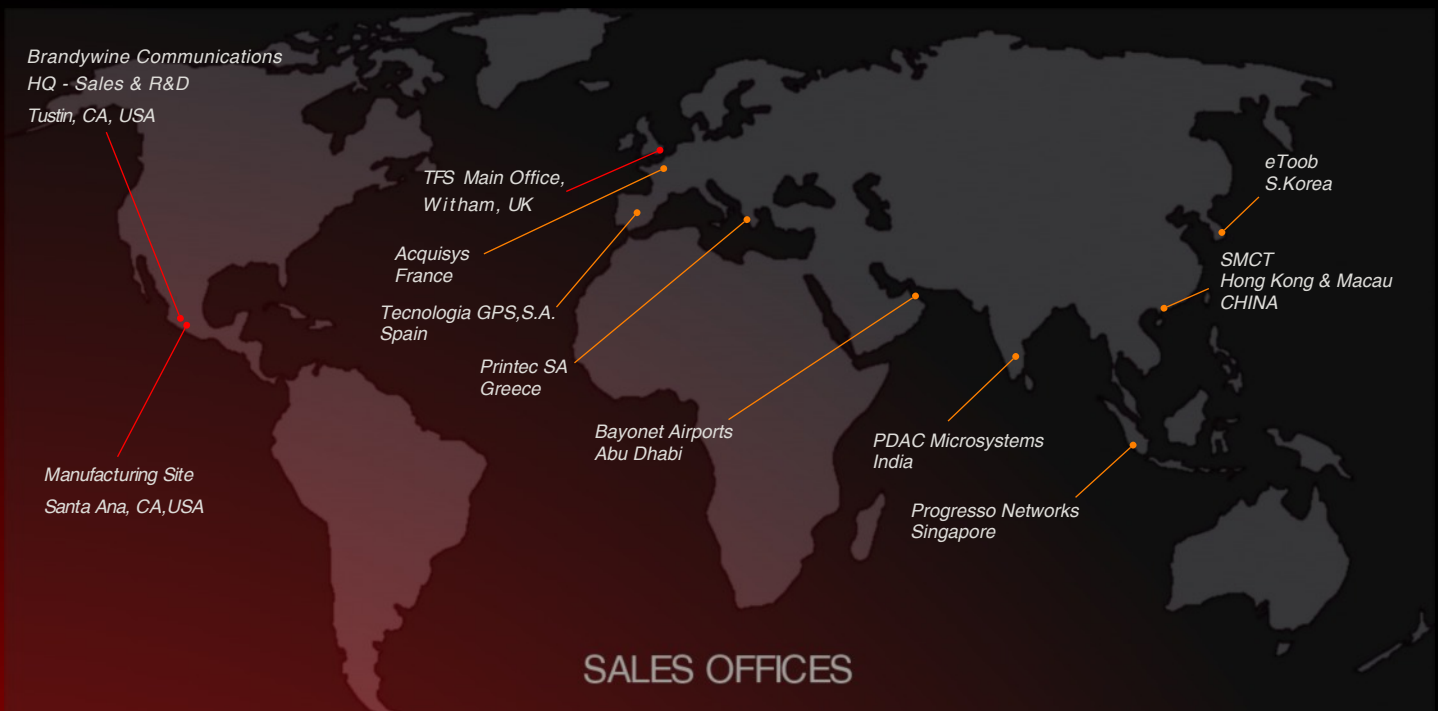 Brandywine Communications
HQ - Sales & R&D
Tustin, CA, USA
TFS Main Office,
Witham, UK
Acquisys
France
Tecnologia GPS,S.A.
Spain
Printec SA
Greece
Bayonet Airports
Abu Dhabi
PDAC Microsystems
India
Progresso Networks
Singapore
eToob
S.Korea
SMCT
Hong Kong & Macau
CHINA
Manufacturing Site
Santa Ana, CA,USA
SALES OFFICES